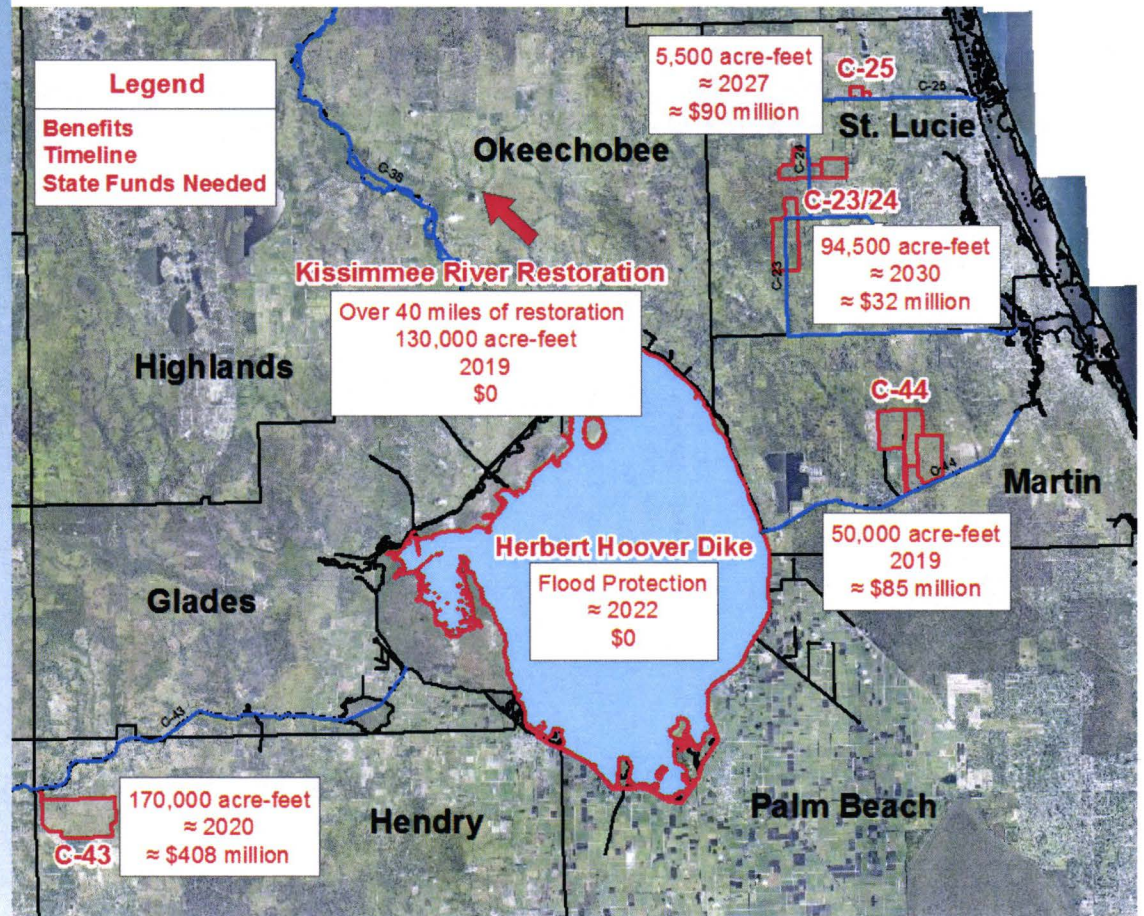 Legend
Benefits
Timeline
State Funds Needed
5,500 acre-feet
≈ 2027
≈ $90 million
C-25
C-25
St. Lucie
Okeechobee
C-38
C-24
C-23/24
C-23
94,500 acre-feet
≈ 2030
≈ $32 million
Kissimmee River Restoration
Over 40 miles of restoration
130,000 acre-feet
2019
$0
Highlands
C-44
C-44
Martin
50,000 acre-feet
2019
≈ $85 million
Herbert Hoover Dike
Flood Protection
≈ 2022
$0
Glades
C-43
170,000 acre-feet
≈ 2020
≈ $408 million
C-43
Hendry
Palm Beach